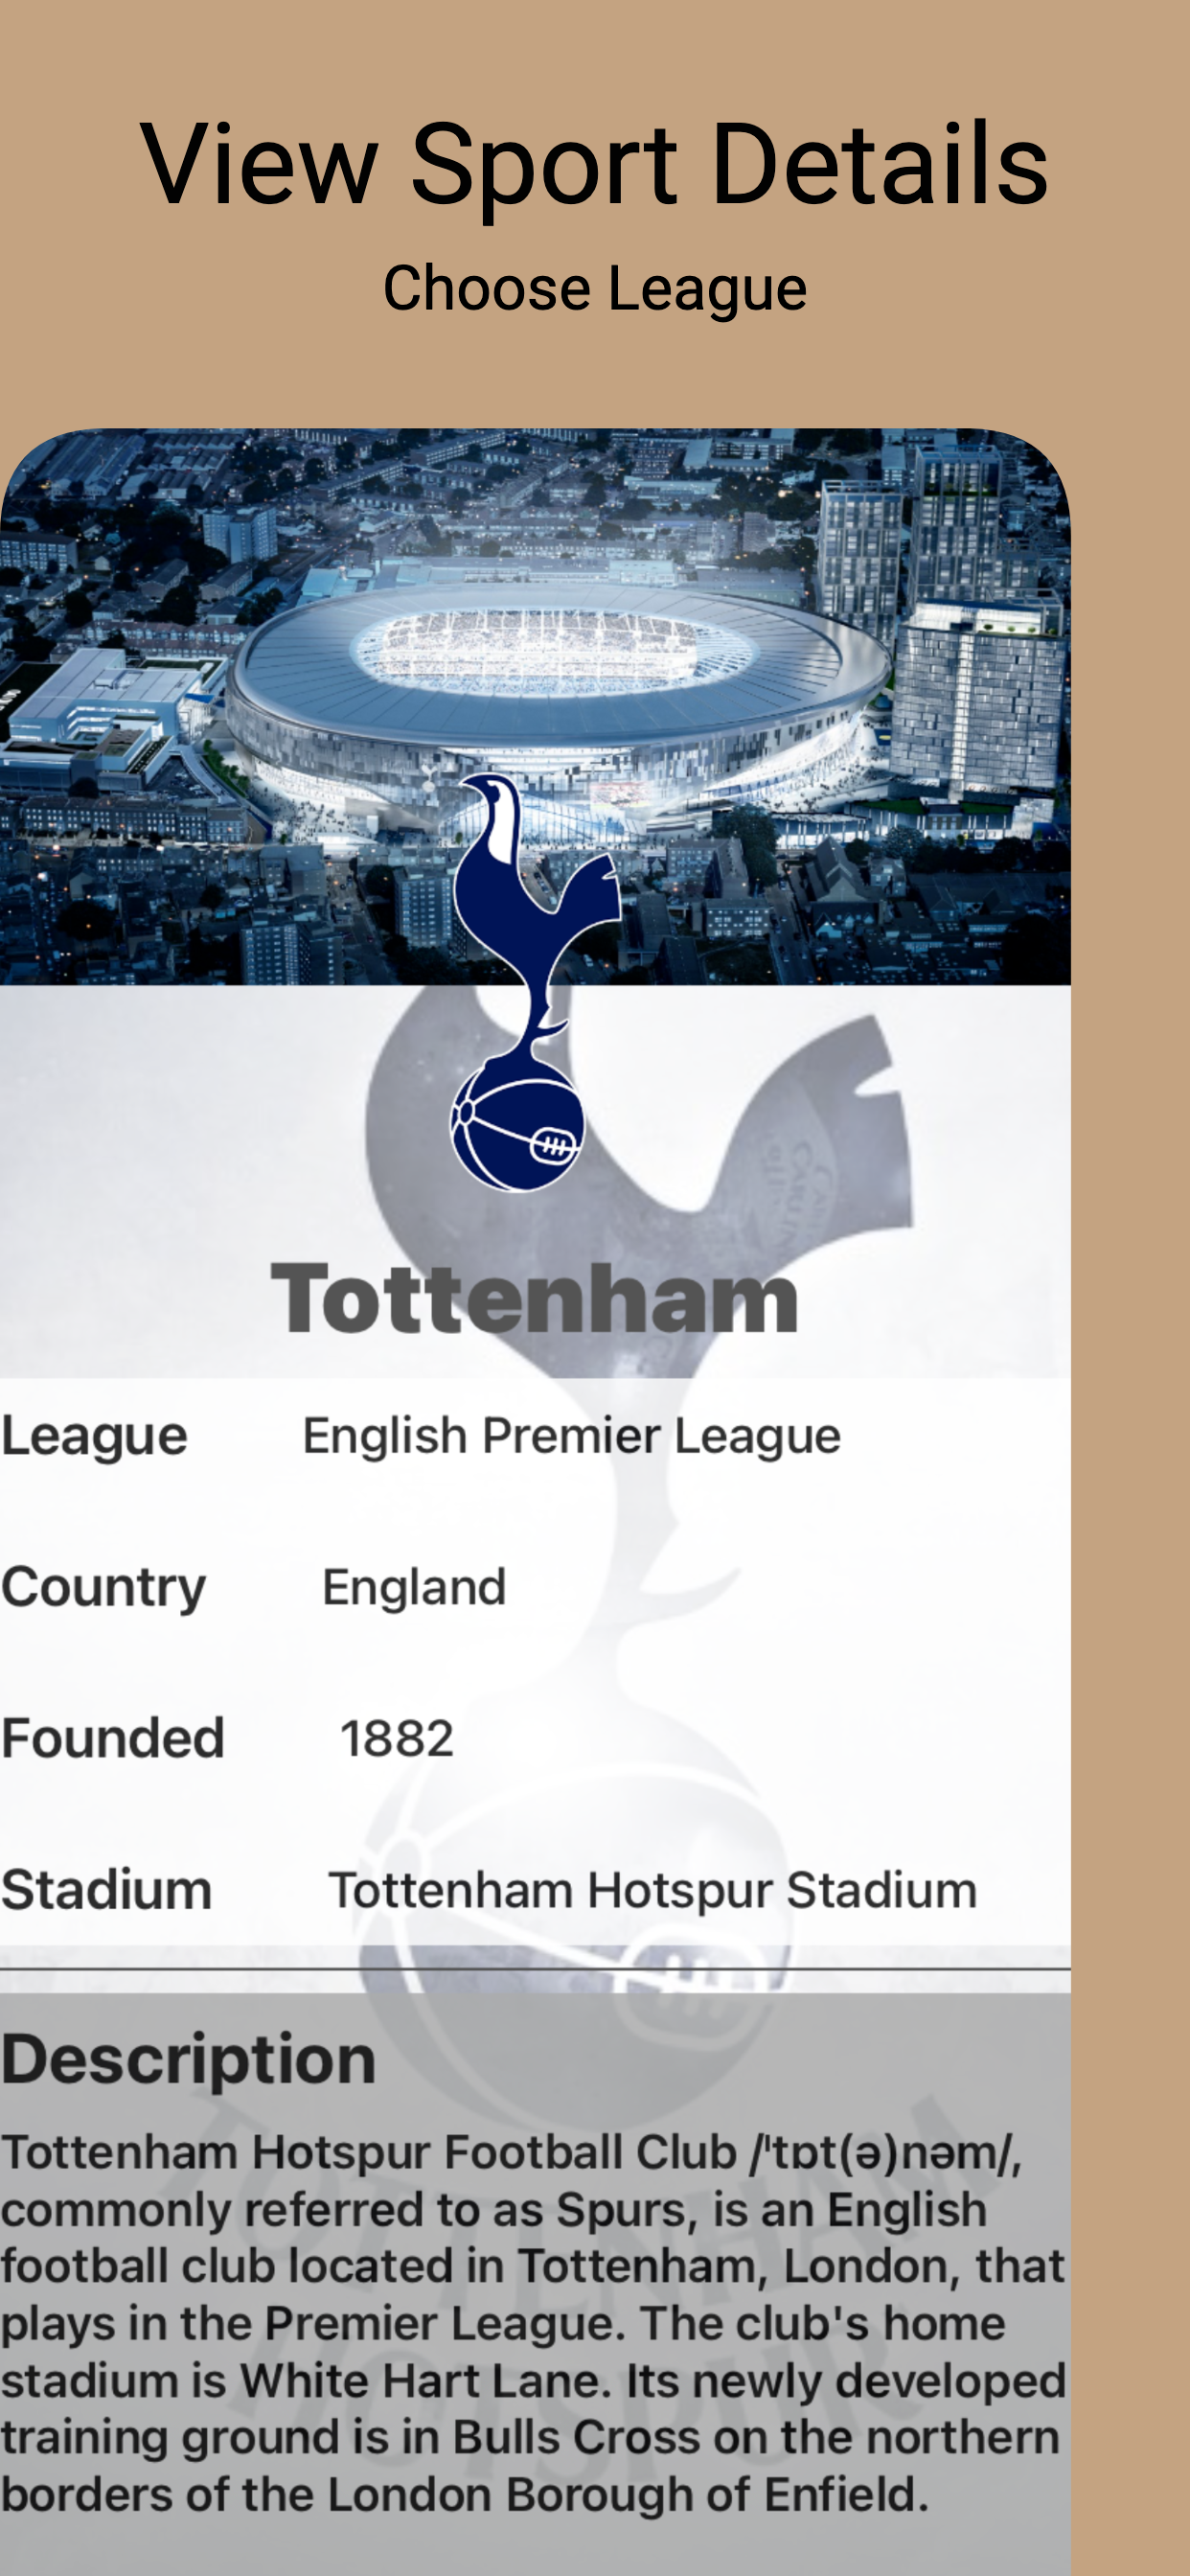 View Sport Details
Choose League
Tottenham
League English Premier League
Country England
Founded 1882
Stadium Tottenham Hotspur Stadium
Description
Tottenham Hotspur Football Club /ˈtɒt(ə)nəm/,
commonly referred to as Spurs, is an English
football club located in Tottenham, London, that
plays in the Premier League. The club's home
stadium is White Hart Lane. Its newly developed
training ground is in Bulls Cross on the northern
borders of the London Borough of Enfield.
TOTTENHAM
HOTSPUR